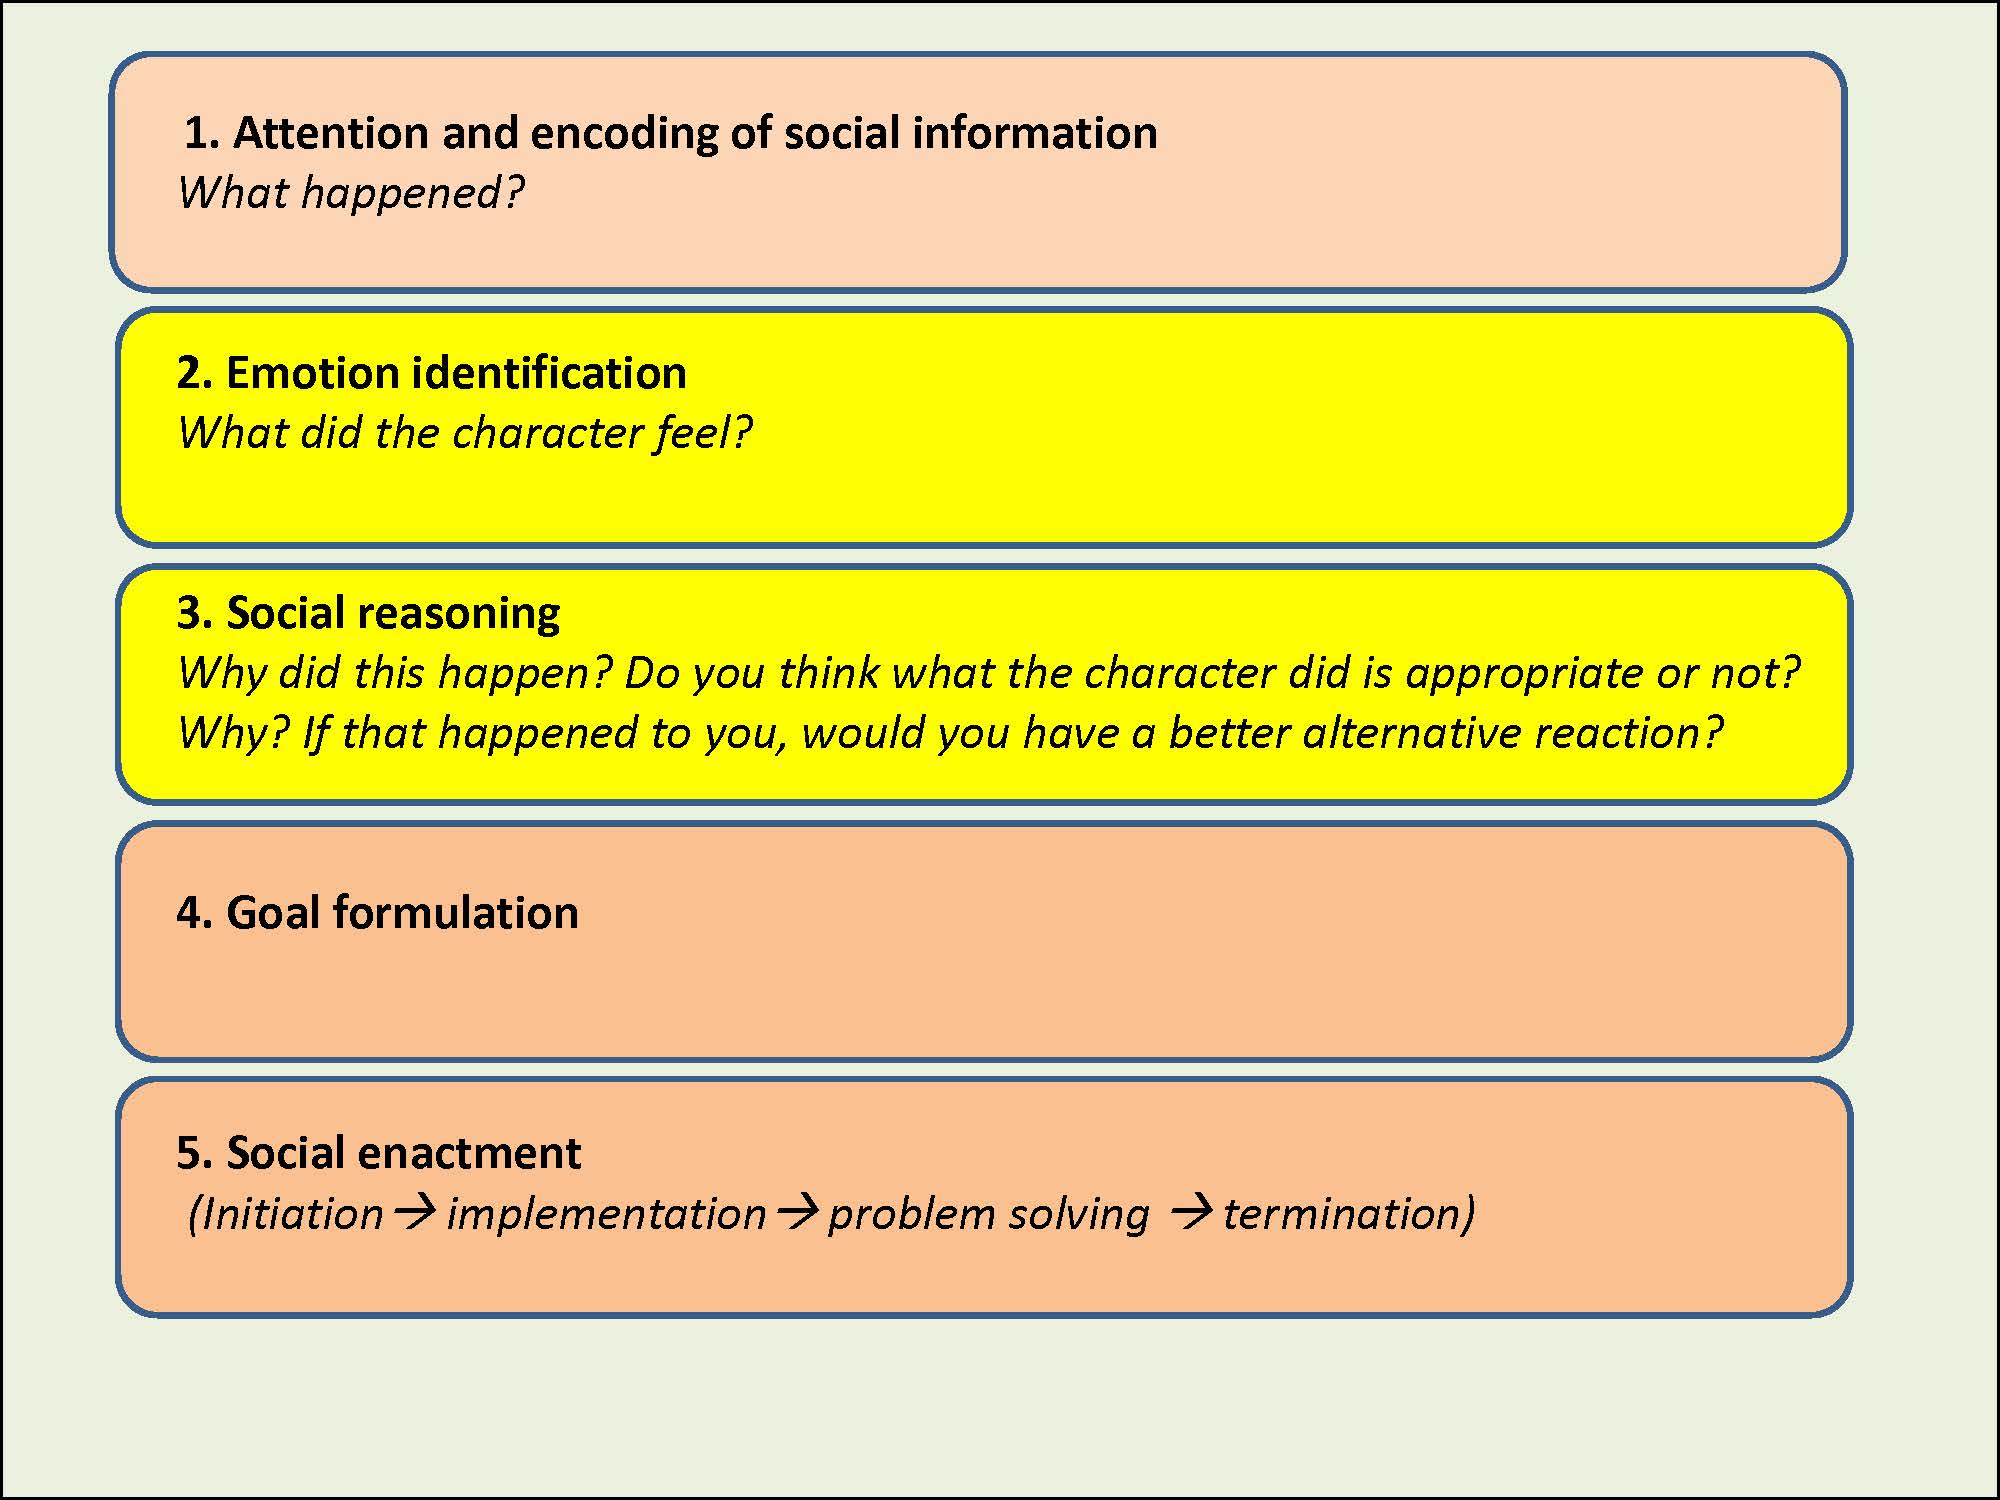 1. Attention and encoding of social information
What happened?
2. Emotion identification
What did the character feel?
3. Social reasoning
Why did this happen? Do you think what the character did is appropriate or not?
Why? If that happened to you, would you have a better alternative reaction?
4. Goal formulation
5. Social enactment
(Initiation→ implementation→ problem solving → termination)